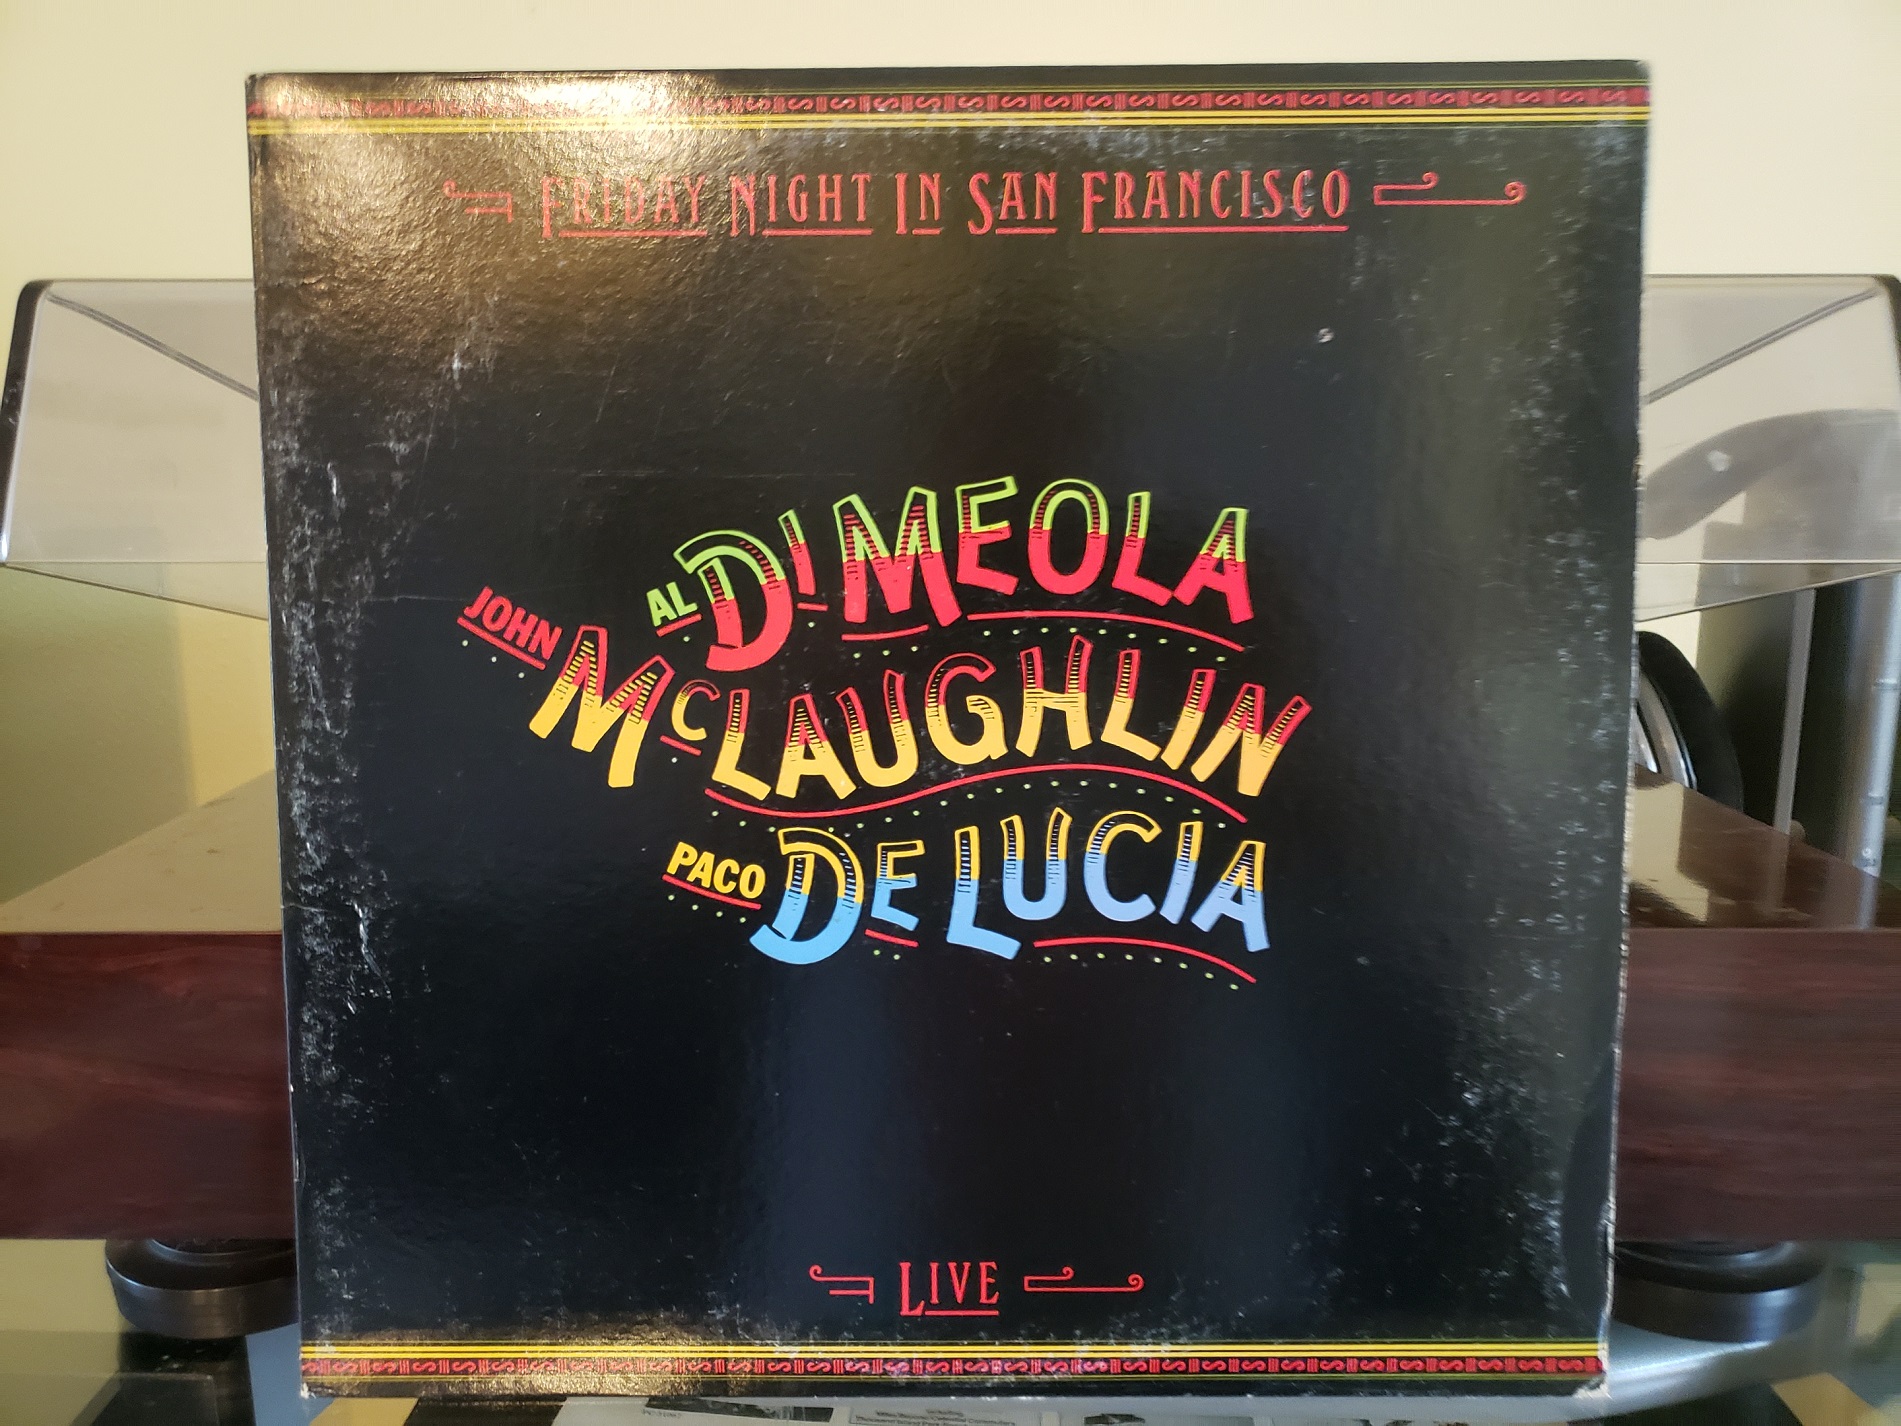 FRIDAY NIGHT IN SAN FRANCISCO
AL DI MEOLA
JOHN McLAUGHLIN
PACO DE LUCIA
LIVE